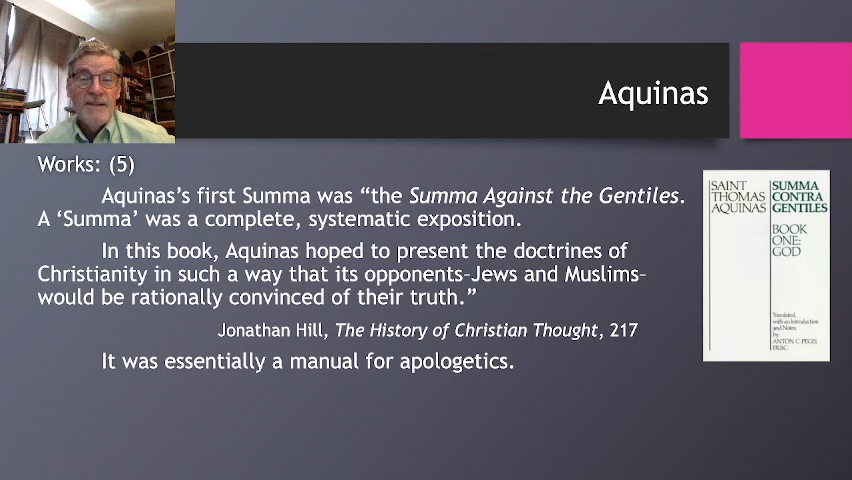 Aquinas
Works: (5)
Aquinas's first Summa was “the Summa Against the Gentiles.
A ‘Summa’ was a complete, systematic exposition.
In this book, Aquinas hoped to present the doctrines of
Christianity in such a way that its opponents–Jews and Muslims–
would be rationally convinced of their truth.”
Jonathan Hill, The History of Christian Thought, 217
It was essentially a manual for apologetics.
SAINT
THOMAS
AQUINAS
SUMMA
CONTRA
GENTILES
BOOK
ONE:
GOD
Translated,
with an Introduction
and Notes,
by
ANTON C. PEGIS
F.R.S.C.